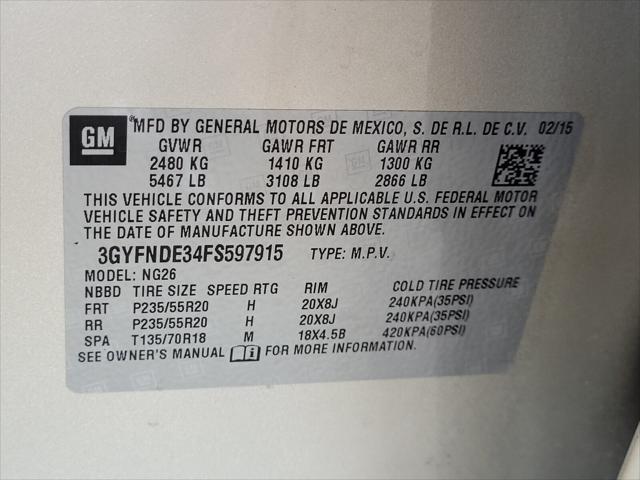 GM ®MFD BY GENERAL MOTORS DE MEXICO, S. DE R.L. DE C.V. 02/15
GVWR GAWR FRT GAWR RR
2480 KG 1410 KG 1300 KG
5467 LB 3108 LB 2866 LB
THIS VEHICLE CONFORMS TO ALL APPLICABLE U.S. FEDERAL MOTOR
VEHICLE SAFETY AND THEFT PREVENTION STANDARDS IN EFFECT ON
THE DATE OF MANUFACTURE SHOWN ABOVE.
3GYFNDE34FS597915 TYPE: M.P.V.
MODEL: NG26
NBBD TIRE SIZE SPEED RTG RIM COLD TIRE PRESSURE
FRT P235/55R20 H 20X8J 240KPA(35PSI)
RR P235/55R20 H 20X8J 240KPA(35PSI)
SPA T135/70R18 M 18X4.5B 420KPA(60PSI)
SEE OWNER'S MANUAL i FOR MORE INFORMATION.